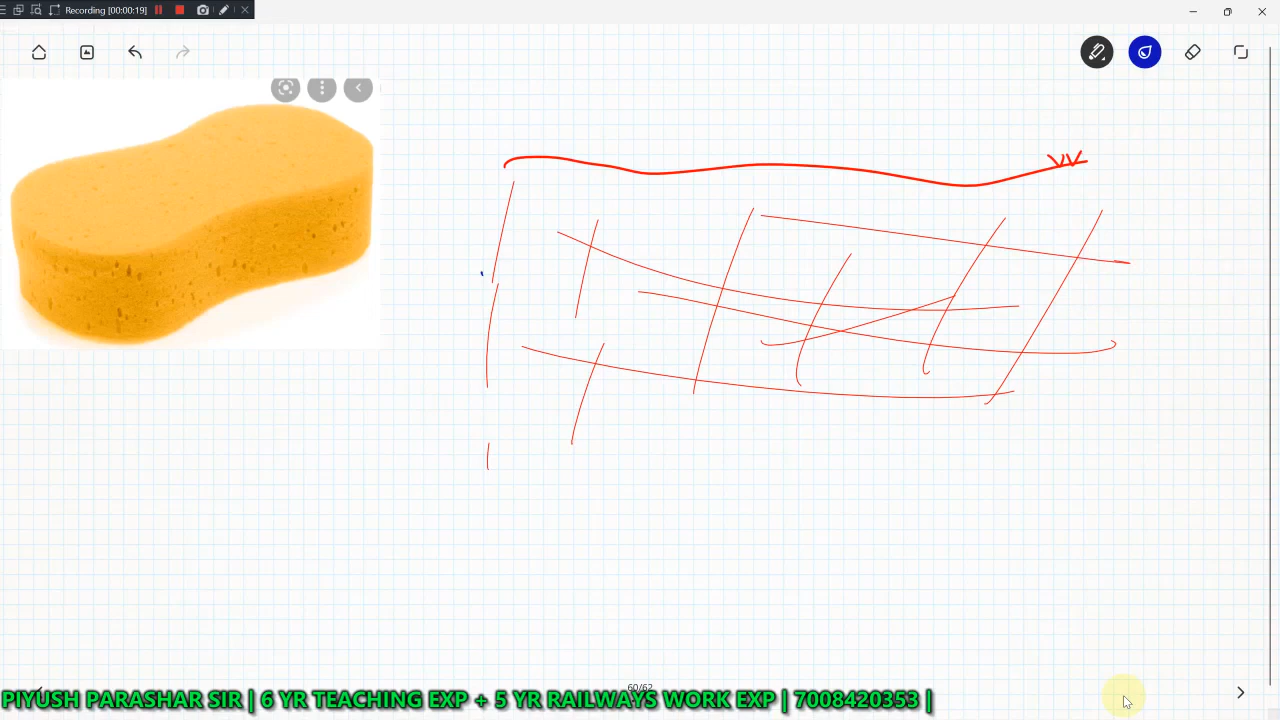 Recording [00:00:19]
60/62
PIYUSH PARASHAR SIR | 6 YR TEACHING EXP + 5 YR RAILWAYS WORK EXP | 7008420353 |